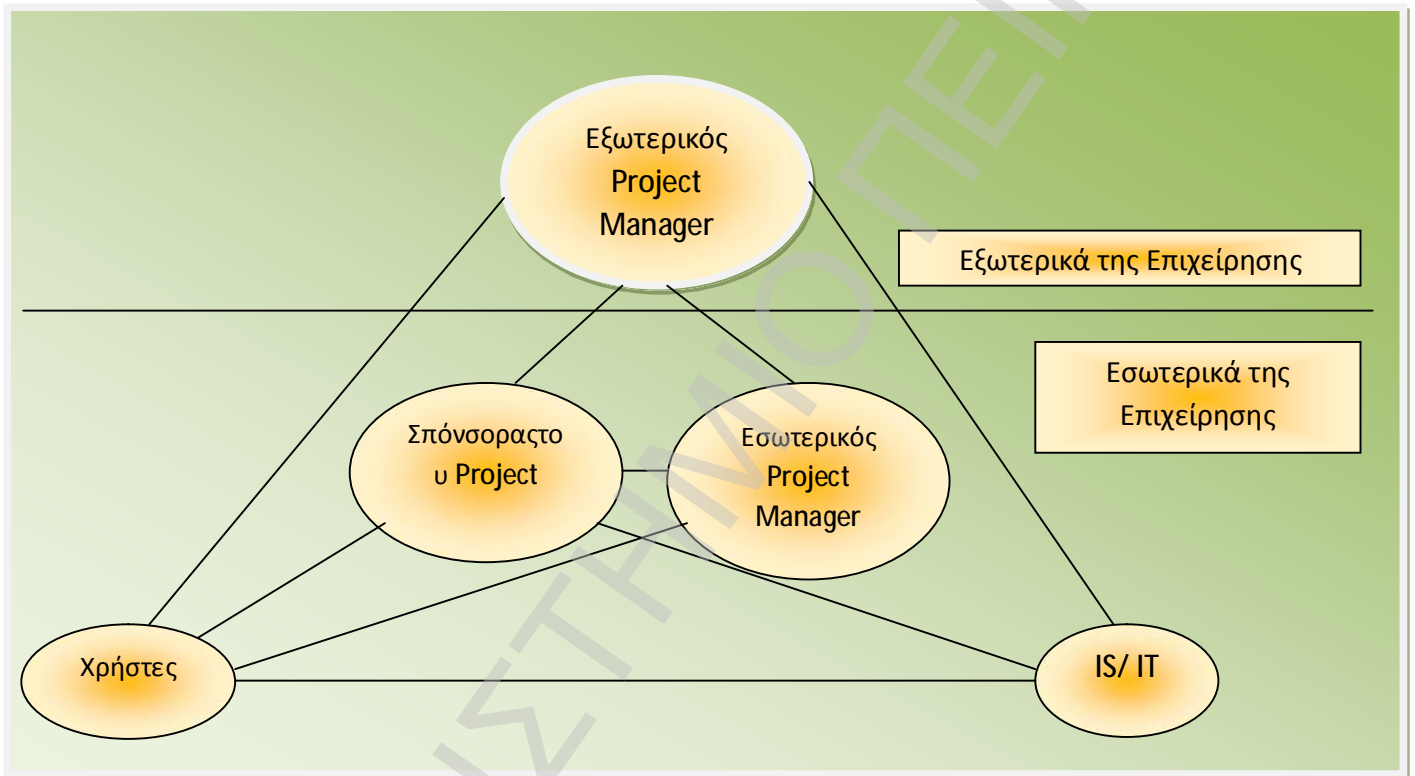 Εξωτερικός
Project
Manager
Εξωτερικά της Επιχείρησης
Εσωτερικά της
Επιχείρησης
Σπόνσοραςτο
υ Project
Εσωτερικός
Project
Manager
Χρήστες
IS/ IT